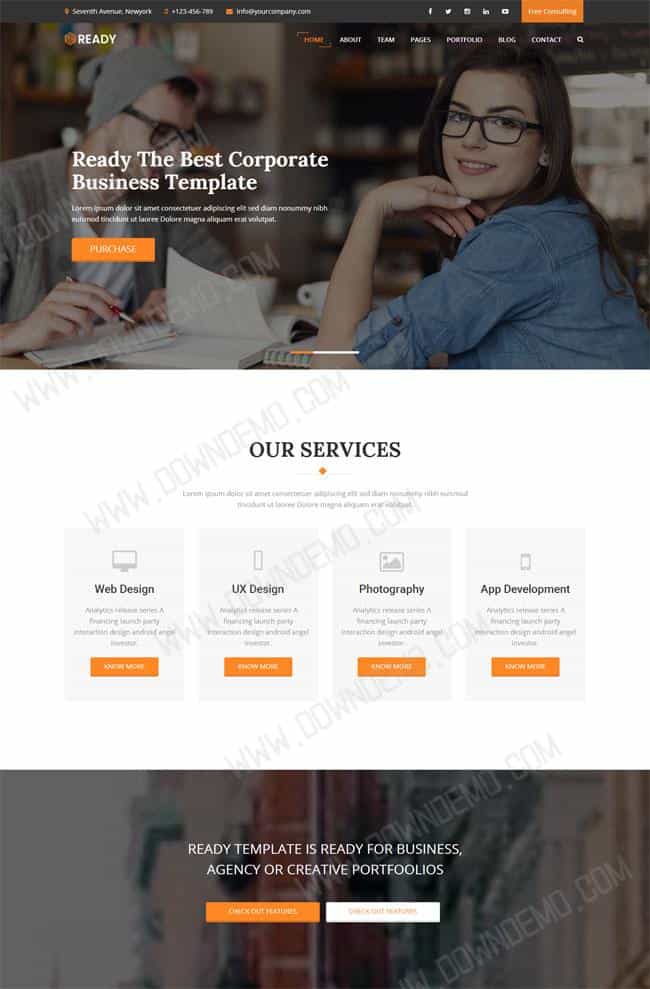 Seventh Avenue, Newyork +123-456-789 Info@yourcompany.com Free Consulting
READY HOME ABOUT TEAM PAGES PORTFOLIO BLOG CONTACT
Ready The Best Corporate
Business Template
Lorem ipsum dolor sit amet consectetuer adipiscing elit sed diam nonummy nibh
euismod tincidunt ut laoree Dolore magna aliquam erat volutpat.
PURCHASE
WWW.DOWNDEMO.COM
OUR SERVICES
Lorem ipsum dolor sit amet consectetuer adipiscing elit sed diam nonummy nibh euismod
tincidunt ut laoree Dolore magna aliquam erat volutpat.
WWW.DOWNDEMO.COM
Web Design
Analytics release series A
financing launch party
interaction design android angel
investor.
KNOW MORE
UX Design
Analytics release series A
financing launch party
interaction design android angel
investor.
KNOW MORE
Photography
Analytics release series A
financing launch party
interaction design android angel
investor.
KNOW MORE
App Development
Analytics release series A
financing launch party
interaction design android angel
investor.
KNOW MORE
WWW.DOWNDEMO.COM
WWW.DOWNDEMO.COM
READY TEMPLATE IS READY FOR BUSINESS,
AGENCY OR CREATIVE PORTFOOLIOS
CHECK OUT FEATURES CHECK OUT FEATURES
WWW.DOWNDEMO.COM